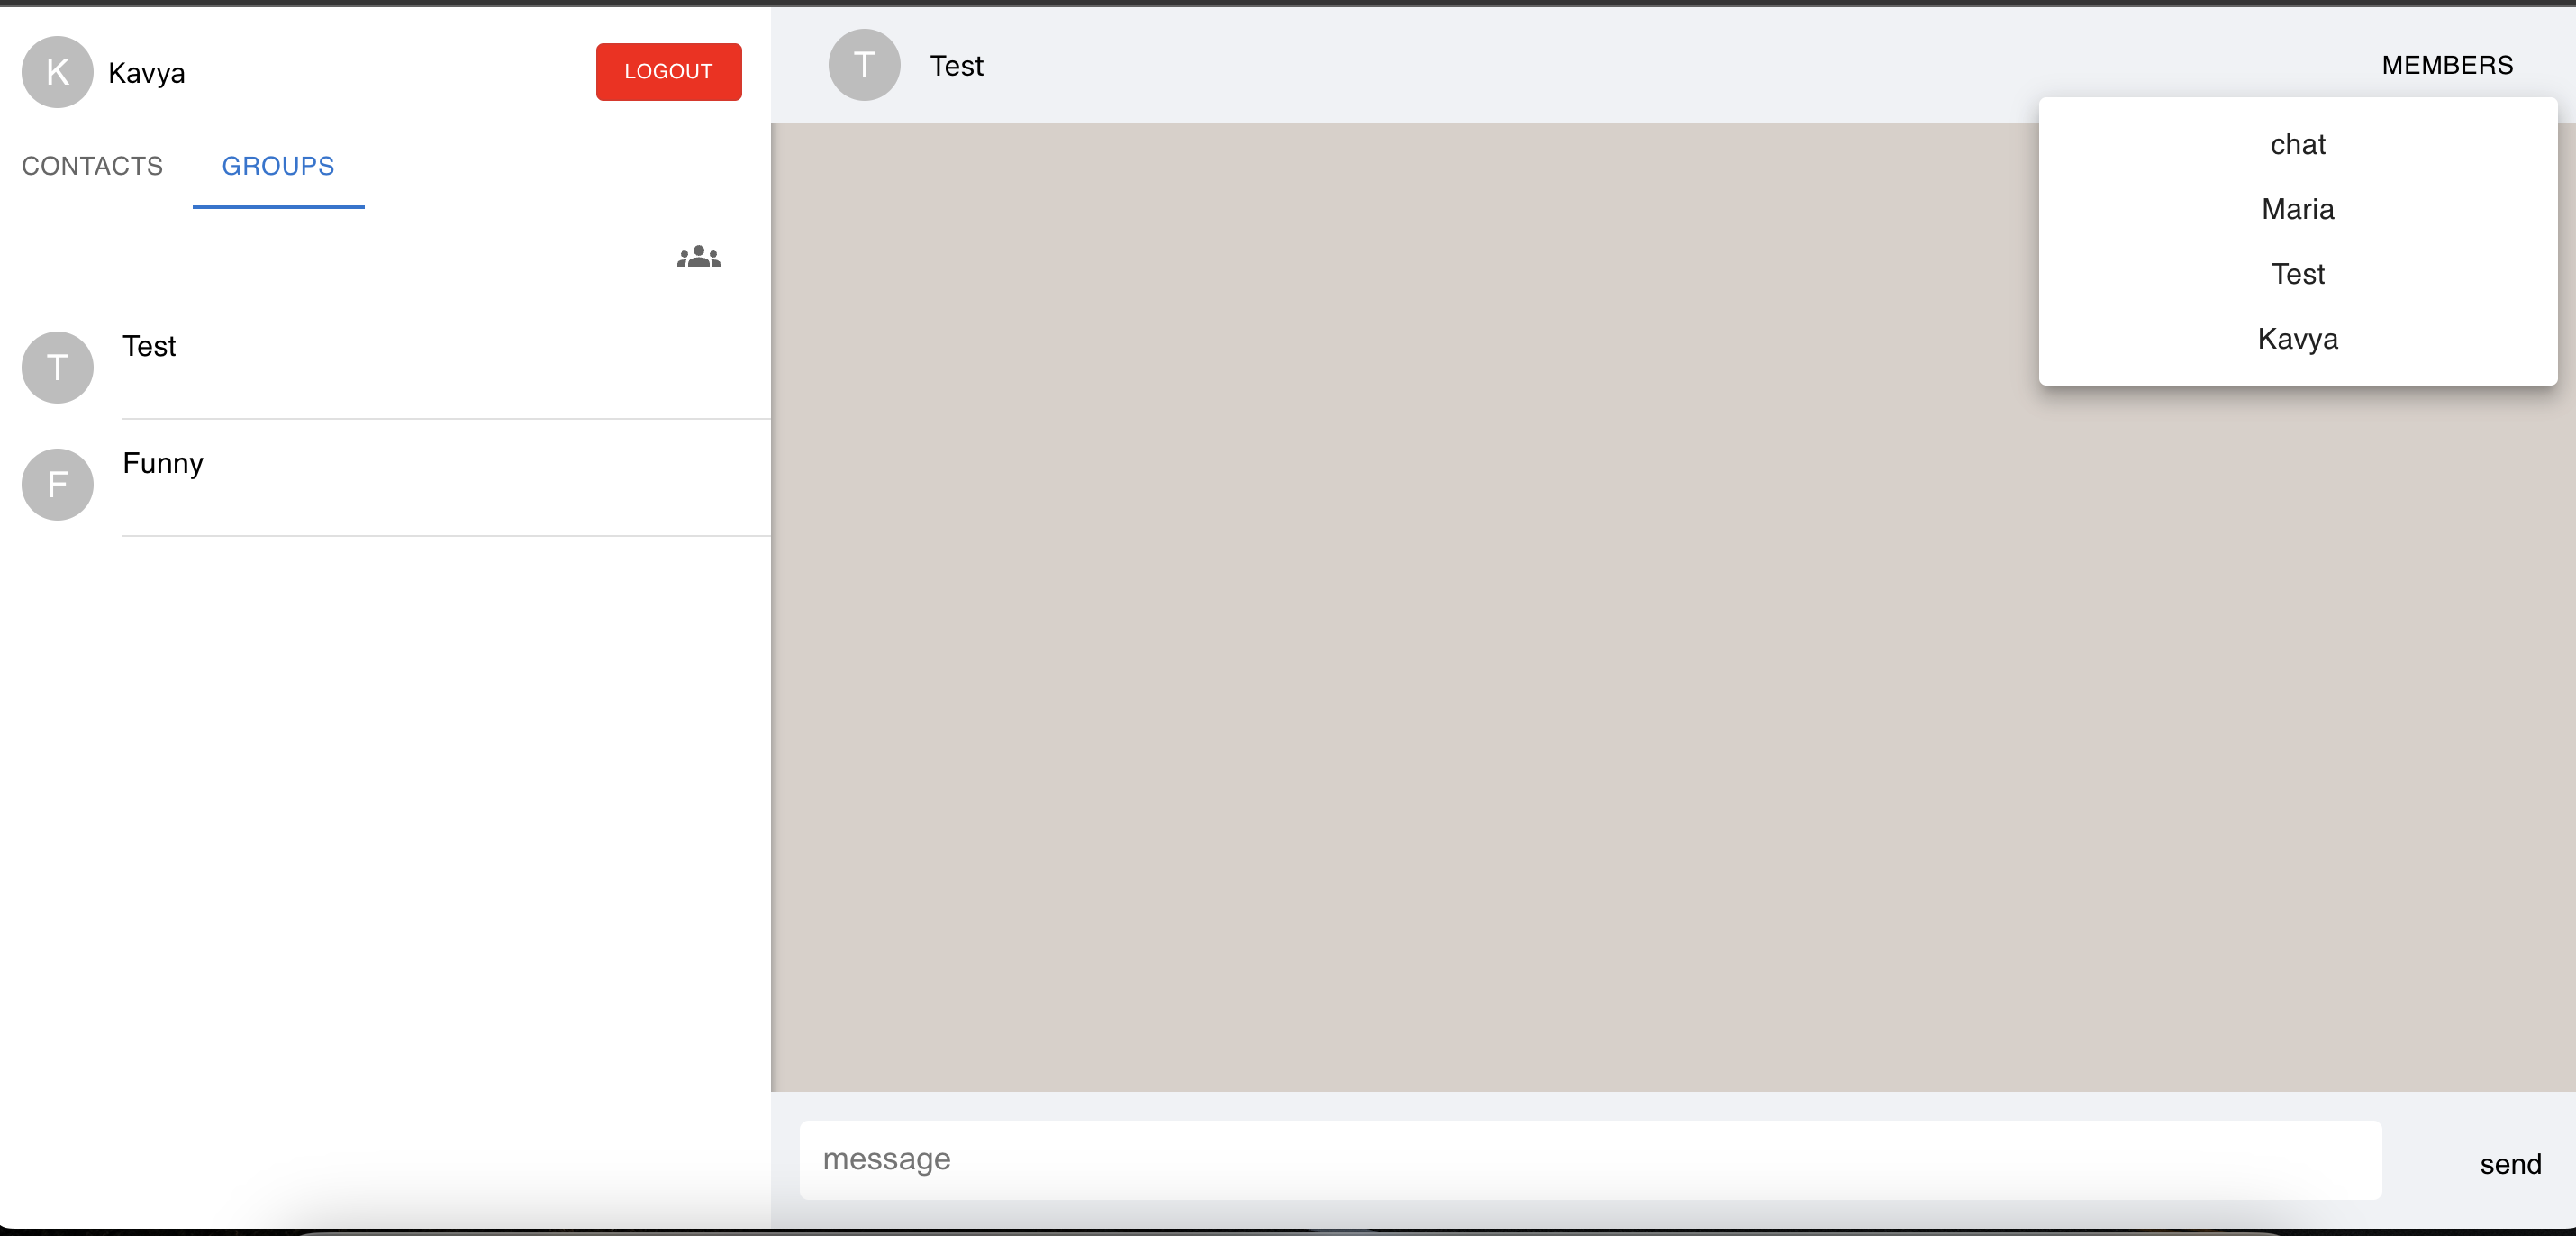 K Kavya LOGOUT
CONTACTS GROUPS
T Test
F Funny
T Test MEMBERS
chat
Maria
Test
Kavya
message send